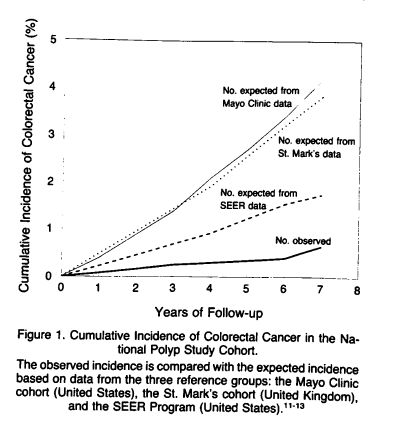 Cumulative Incidence of Colorectal Cancer (%)
5
4
3
2
1
0
No. expected from
Mayo Clinic data
No. expected from
St. Mark's data
No. expected from
SEER data
No. observed
0 1 2 3 4 5 6 7 8
Years of Follow-up
Figure 1. Cumulative Incidence of Colorectal Cancer in the Na-
tional Polyp Study Cohort.
The observed incidence is compared with the expected incidence
based on data from the three reference groups: the Mayo Clinic
cohort (United States), the St. Mark's cohort (United Kingdom),
and the SEER Program (United States).11-13